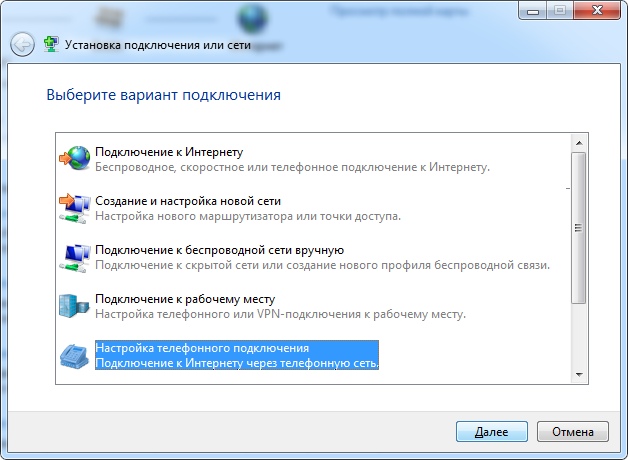 Просмотр полной карты
Установка подключения или сети
Выберите вариант подключения
Подключение к Интернету
Беспроводное, скоростное или телефонное подключение к Интернету.
Создание и настройка новой сети
Настройка нового маршрутизатора или точки доступа.
Подключение к беспроводной сети вручную
Подключение к скрытой сети или создание нового профиля беспроводной связи.
Подключение к рабочему месту
Настройка телефонного или VPN-подключения к рабочему месту.
Настройка телефонного подключения
Подключение к Интернету через телефонную сеть.
Далее
Отмена